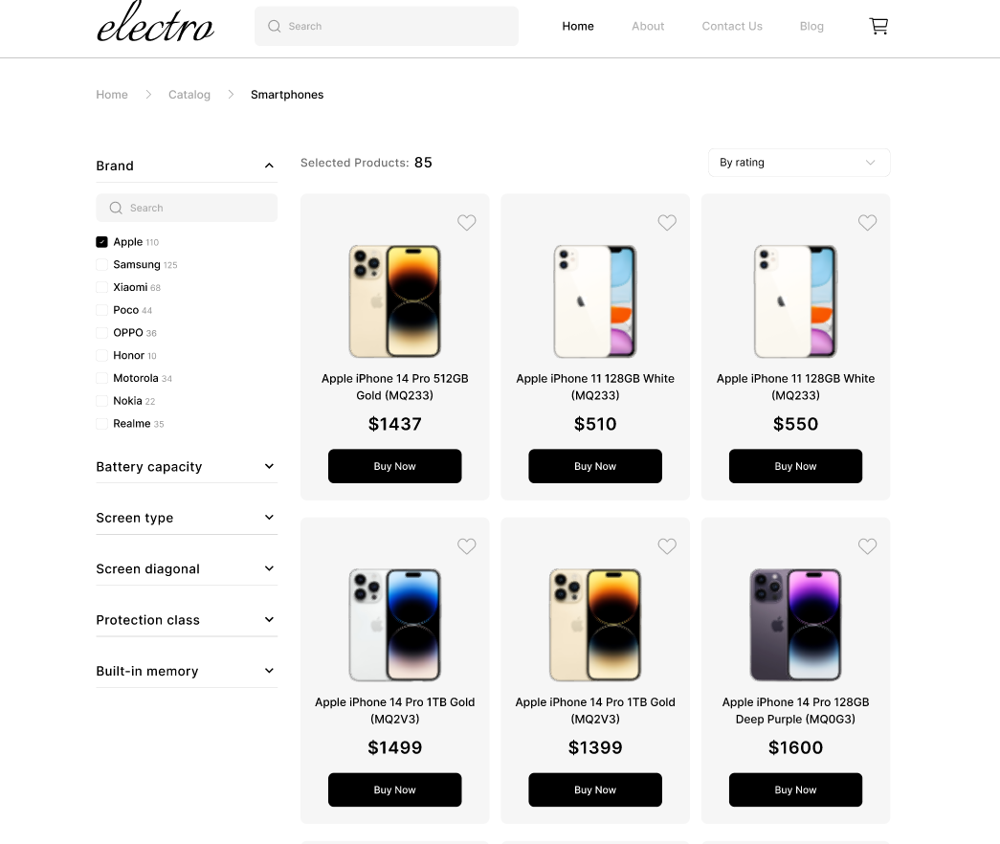 electro
Search
Home
About
Contact Us
Blog
Home
Catalog
Smartphones
Brand
Search
Apple 110
Samsung 125
Xiaomi 68
Poco 44
OPPO 36
Honor 10
Motorola 34
Nokia 22
Realme 35
Battery capacity
Screen type
Screen diagonal
Protection class
Built-in memory
Selected Products: 85
By rating
Apple iPhone 14 Pro 512GB
Gold (MQ233)
$1437
Buy Now
Apple iPhone 11 128GB White
(MQ233)
$510
Buy Now
Apple iPhone 11 128GB White
(MQ233)
$550
Buy Now
Apple iPhone 14 Pro 1TB Gold
(MQ2V3)
$1499
Buy Now
Apple iPhone 14 Pro 1TB Gold
(MQ2V3)
$1399
Buy Now
Apple iPhone 14 Pro 128GB
Deep Purple (MQ0G3)
$1600
Buy Now